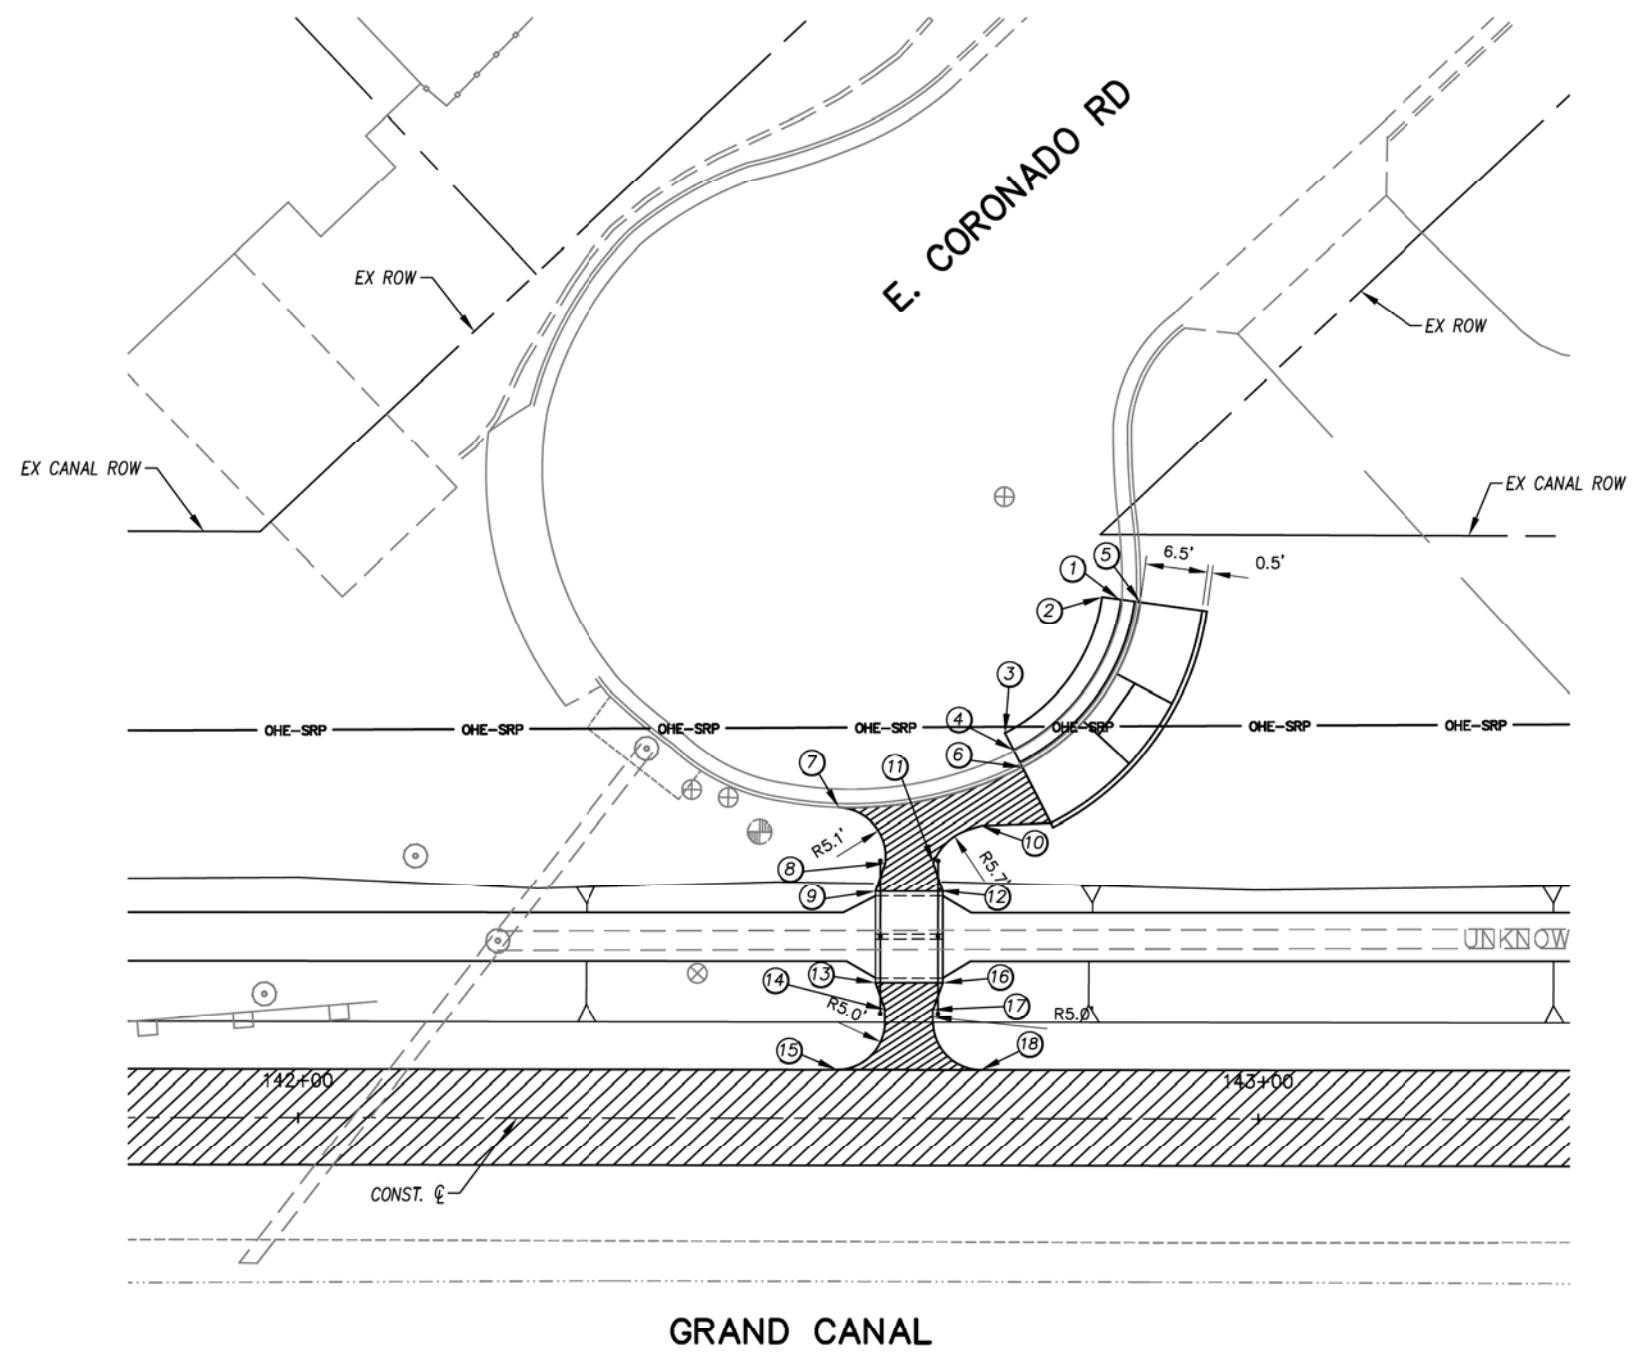 E. CORONADO RD
EX ROW
EX ROW
EX CANAL ROW
EX CANAL ROW
6.5'
0.5'
5
1
2
3
4
OHE-SRP
OHE-SRP
OHE-SRP
OHE-SRP
OHE-SRP
OHE-SRP
OHE-SRP
6
7
11
R5.1'
10
R5.7'
8
9
12
UNKNOW
13
16
14
17
R5.0'
R5.0'
15
18
142+00
143+00
CONST. ℄
GRAND CANAL